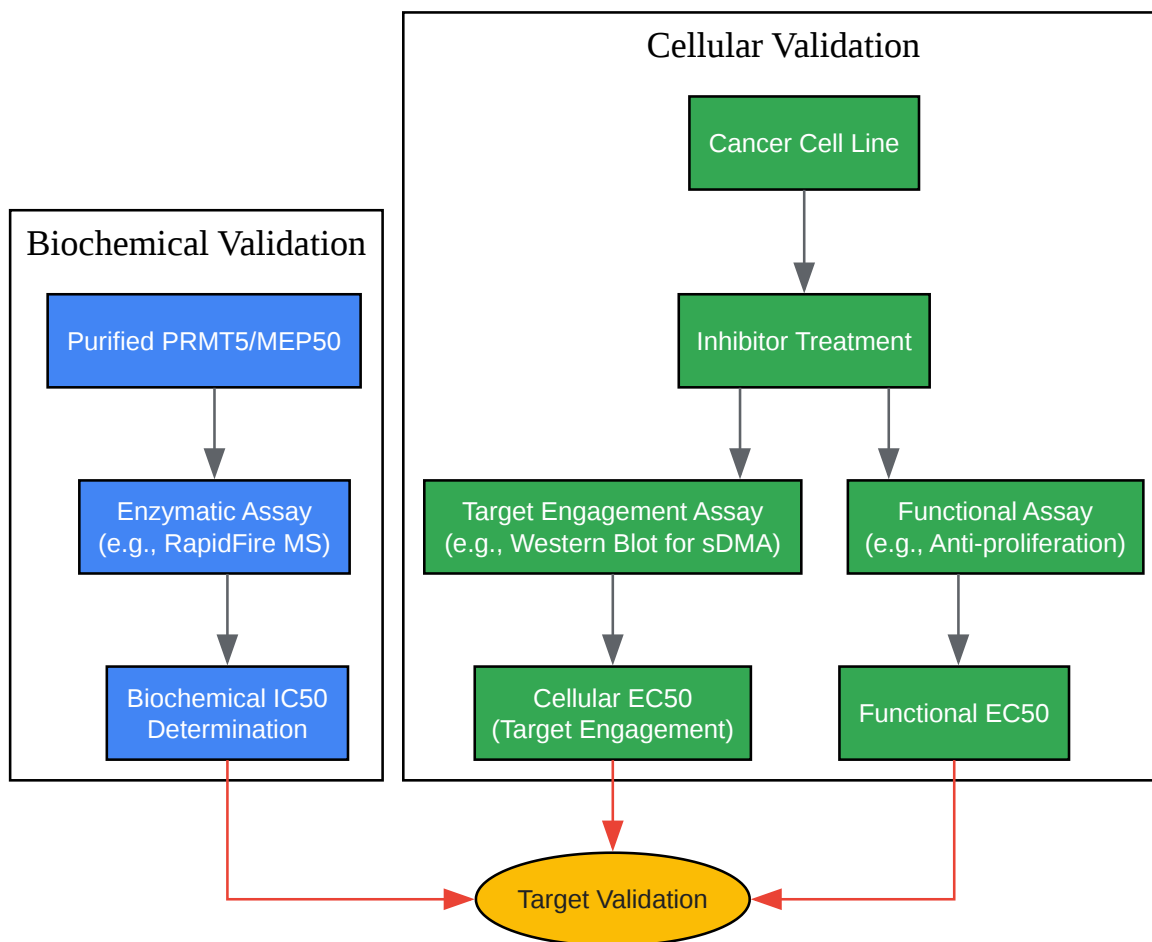 Biochemical Validation
Purified PRMT5/MEP50
Enzymatic Assay
(e.g., RapidFire MS)
Biochemical IC50
Determination
Cellular Validation
Cancer Cell Line
Inhibitor Treatment
Target Engagement Assay
(e.g., Western Blot for sDMA)
Functional Assay
(e.g., Anti-proliferation)
Cellular EC50
(Target Engagement)
Functional EC50
Target Validation